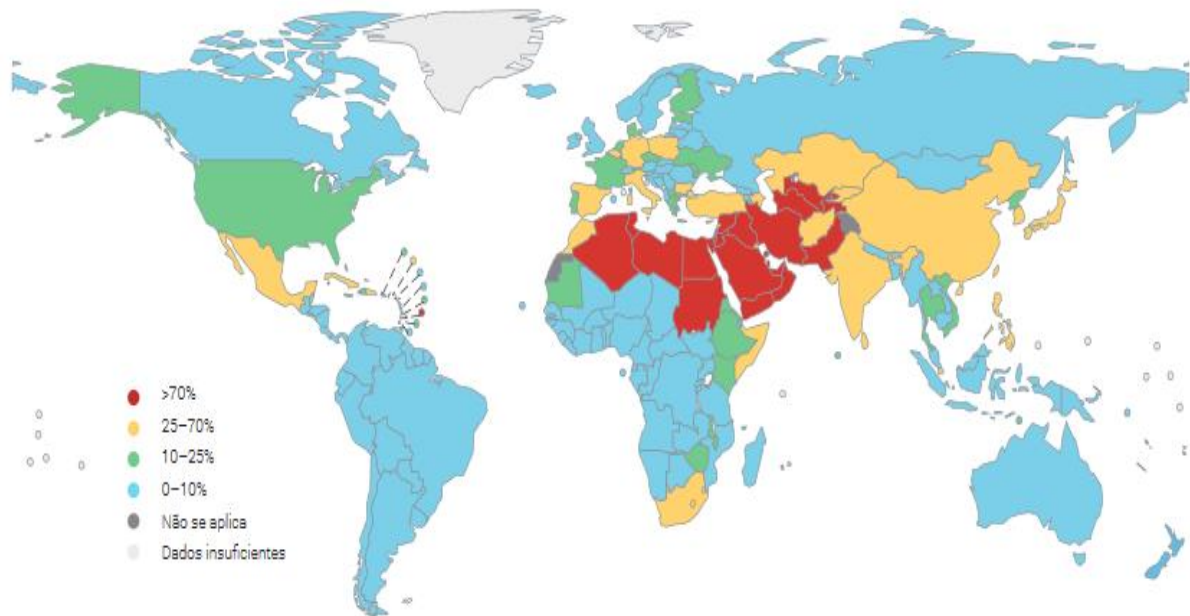 >70%
25–70%
10–25%
0–10%
Não se aplica
Dados insuficientes